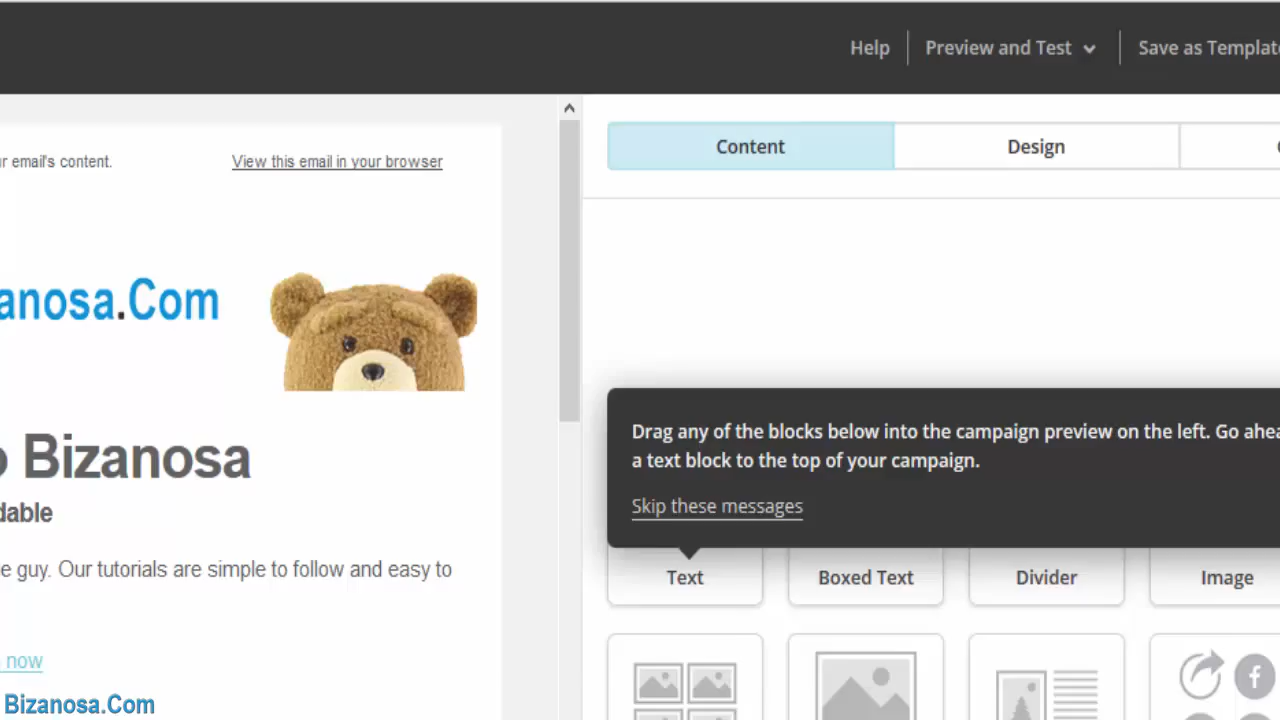 Help
Preview and Test
Save as Templat
Content
Design
r email's content.
View this email in your browser
anosa.Com
Drag any of the blocks below into the campaign preview on the left. Go ahea
a text block to the top of your campaign.
Skip these messages
o Bizanosa
dable
e guy. Our tutorials are simple to follow and easy to
Text
Boxed Text
Divider
Image
now
Bizanosa.Com